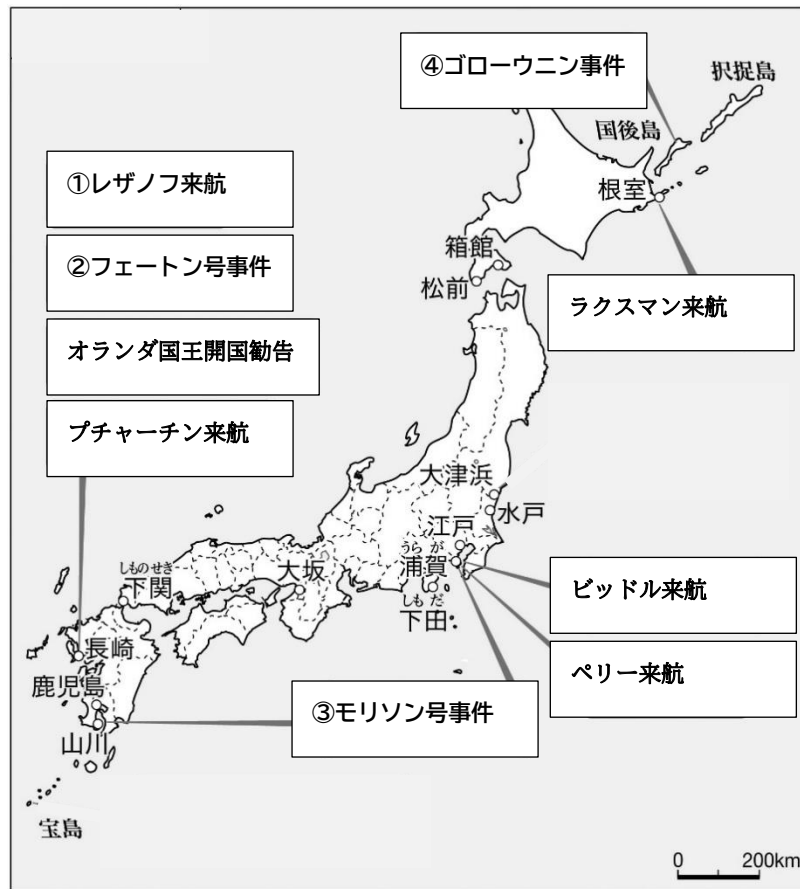 ④ゴローウニン事件
択捉島
国後島
①レザノフ来航
根室
②フェートン号事件
箱館
松前
ラクスマン来航
オランダ国王開国勧告
プチャーチン来航
大津浜
水戸
江戸
うらが
浦賀
しものせき
下関
大坂
ビッドル来航
しもだ
下田
長崎
ペリー来航
鹿児島
③モリソン号事件
山川
宝島
0 200km